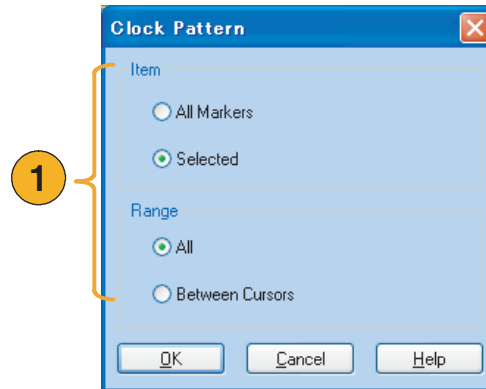 Clock Pattern
Item
All Markers
Selected
1
Range
All
Between Cursors
OK Cancel Help